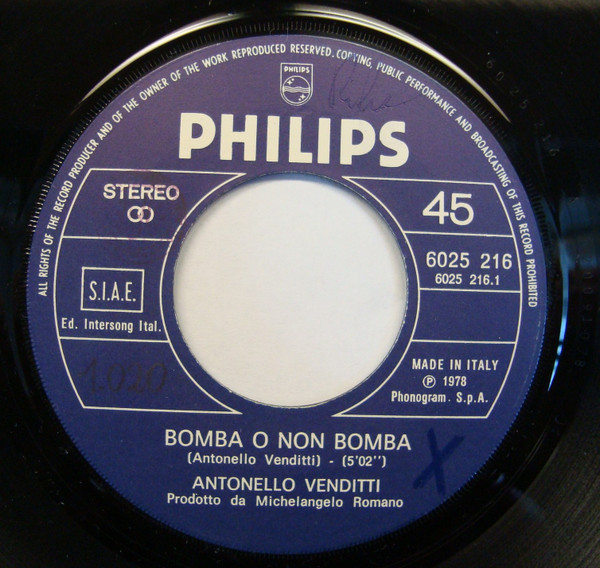 ALL RIGHTS OF THE RECORD PRODUCER AND OF THE OWNER OF THE WORK REPRODUCED RESERVED. COPYING, PUBLIC PERFORMANCE AND BROADCASTING OF THIS RECORD PROHIBITED
PHILIPS
PHILIPS
STEREO
45
6025 216
6025 216.1
S.I.A.E.
Ed. Intersong Ital.
MADE IN ITALY
Ⓟ 1978
Phonogram. S.p.A.
BOMBA O NON BOMBA
(Antonello Venditti) - (5'02'')
X
ANTONELLO VENDITTI
Prodotto da Michelangelo Romano